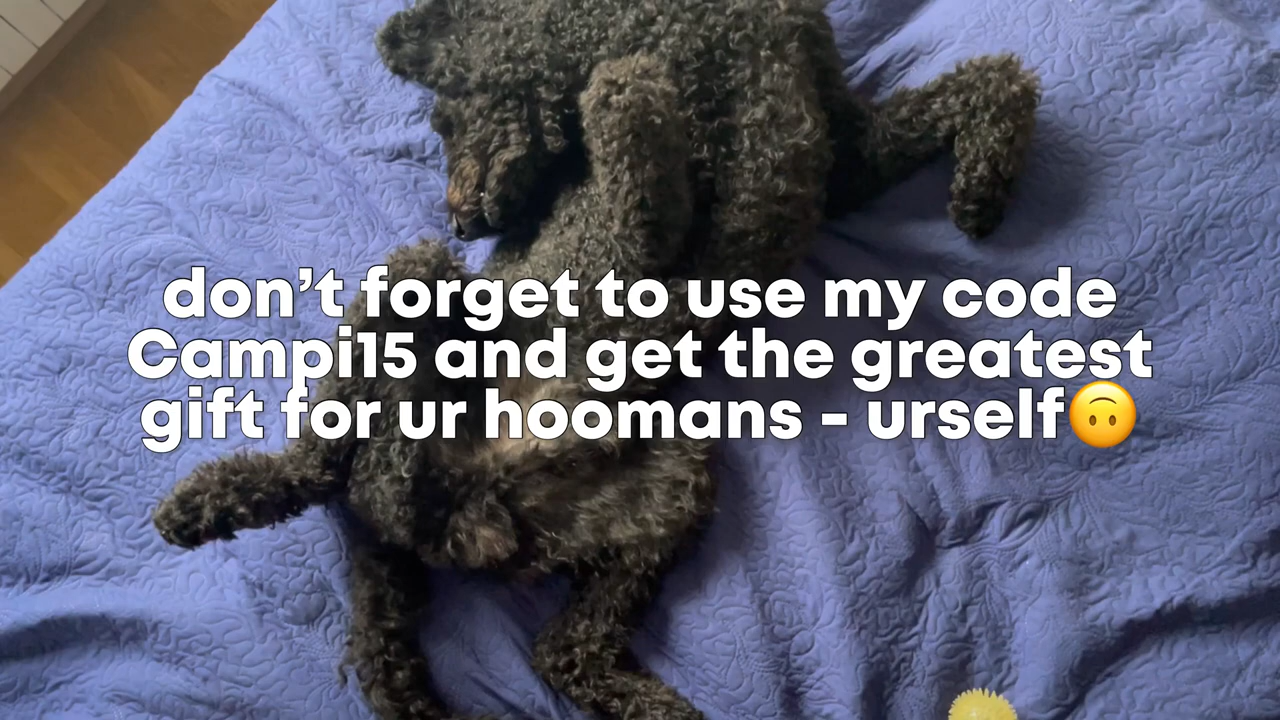 don’t forget to use my code
Campi15 and get the greatest
gift for ur hoomans - urself🙃